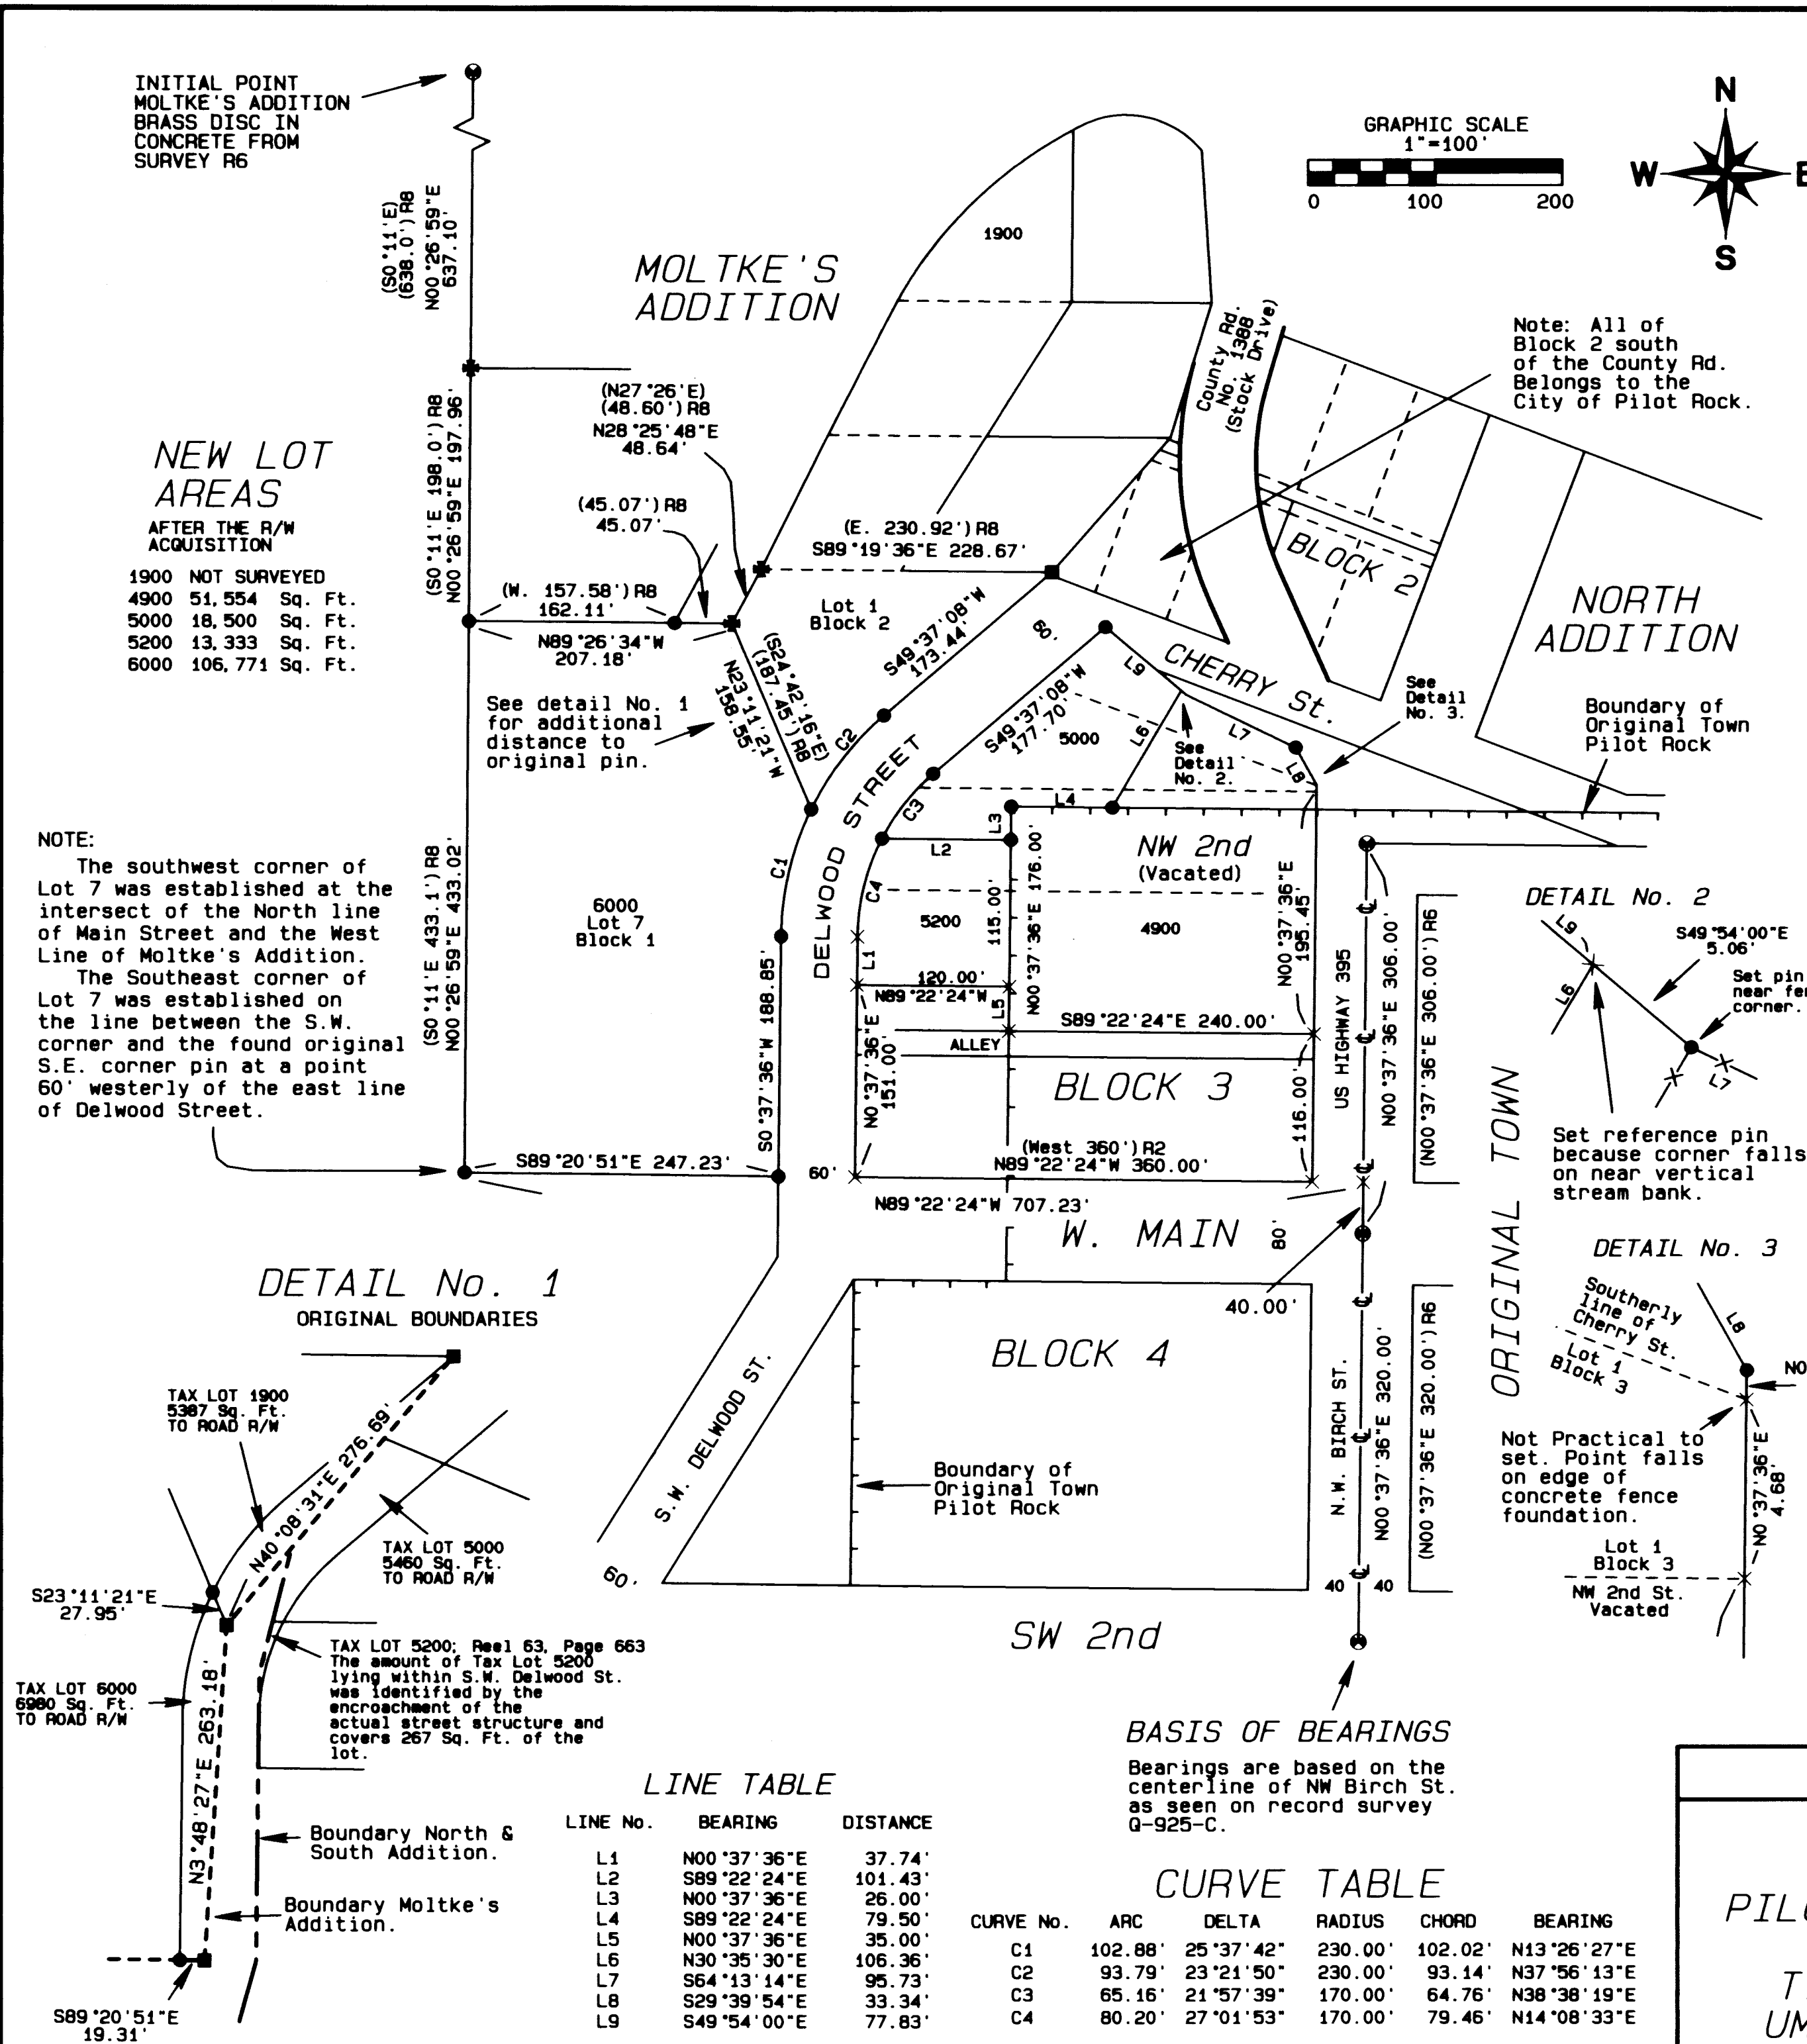 INITIAL POINT
MOLTKE'S ADDITION
BRASS DISC IN
CONCRETE FROM
SURVEY R6
(S0°11'E)
(638.0')R8
N00°26'59"E
637.10'
MOLTKE'S
ADDITION
1900
GRAPHIC SCALE
1"=100'
0 100 200
N
W E
S
County Rd.
No. 1388
(Stock Drive)
Note: All of
Block 2 south
of the County Rd.
Belongs to the
City of Pilot Rock.
NEW LOT
AREAS
AFTER THE R/W
ACQUISITION
1900 NOT SURVEYED
4900 51,554 Sq. Ft.
5000 18,500 Sq. Ft.
5200 13,333 Sq. Ft.
6000 106,771 Sq. Ft.
(S0°11'E 198.0')R8
N00°26'59"E 197.96'
(N27°26'E)
(48.60')R8
N28°25'48"E
48.64'
(45.07')R8
45.07'
(W. 157.58')R8
162.11'
N89°26'34"W
207.18'
(E. 230.92')R8
S89°19'36"E 228.67'
Lot 1
Block 2
S49°37'08"W
173.44'
60'
(S24°42'16"E)
(187.45')R8
N23°11'21"W
158.55'
See detail No. 1
for additional
distance to
original pin.
C2
BLOCK 2
NORTH
ADDITION
CHERRY St.
L9
See
Detail
No. 3.
Boundary of
Original Town
Pilot Rock
S49°37'08"W
177.70'
5000
L6
L7
L8
See
Detail
No. 2.
DELWOOD STREET
C3
L4
L3
L2
C1
C4
NW 2nd
(Vacated)
NOTE:
The southwest corner of
Lot 7 was established at the
intersect of the North line
of Main Street and the West
Line of Moltke's Addition.
The Southeast corner of
Lot 7 was established on
the line between the S.W.
corner and the found original
S.E. corner pin at a point
60' westerly of the east line
of Delwood Street.
(S0°11'E 433.1')R8
N00°26'59"E 433.02'
6000
Lot 7
Block 1
5200
4900
115.00'
N00°37'36"E 176.00'
N00°37'36"E
195.45'
L1
120.00'
N89°22'24"W
L5
S89°22'24"E 240.00'
ALLEY
S0°37'36"W 188.85'
N0°37'36"E
151.00'
BLOCK 3
116.00'
US HIGHWAY 395
N00°37'36"E 306.00'
(N00°37'36"E 306.00')R6
S89°20'51"E 247.23'
60'
(West 360')R2
N89°22'24"W 360.00'
N89°22'24"W 707.23'
W. MAIN
80'
40.00'
ORIGINAL TOWN
DETAIL No. 2
L9
S49°54'00"E
5.06'
L6
Set pin
near fe
corner.
L7
Set reference pin
because corner falls
on near vertical
stream bank.
DETAIL No. 3
Southerly
line of
Cherry St.
L8
Lot 1
Block 3
N0
Not Practical to
set. Point falls
on edge of
concrete fence
foundation.
N0°37'36"E
4.68'
Lot 1
Block 3
NW 2nd St.
Vacated
BLOCK 4
S.W. DELWOOD ST.
Boundary of
Original Town
Pilot Rock
60'
N.W. BIRCH ST.
N00°37'36"E 320.00'
(N00°37'36"E 320.00')R6
40 40
SW 2nd
DETAIL No. 1
ORIGINAL BOUNDARIES
TAX LOT 1900
5387 Sq. Ft.
TO ROAD R/W
N40°08'31"E 276.69'
TAX LOT 5000
5460 Sq. Ft.
TO ROAD R/W
S23°11'21"E
27.95'
TAX LOT 5200; Reel 63, Page 663
The amount of Tax Lot 5200
lying within S.W. Delwood St.
was identified by the
encroachment of the
actual street structure and
covers 267 Sq. Ft. of the
lot.
TAX LOT 6000
6980 Sq. Ft.
TO ROAD R/W
N3°48'27"E 263.18'
Boundary North &
South Addition.
Boundary Moltke's
Addition.
S89°20'51"E
19.31'
BASIS OF BEARINGS
Bearings are based on the
centerline of NW Birch St.
as seen on record survey
Q-925-C.
LINE TABLE
LINE No. BEARING DISTANCE
L1 N00°37'36"E 37.74'
L2 S89°22'24"E 101.43'
L3 N00°37'36"E 26.00'
L4 S89°22'24"E 79.50'
L5 N00°37'36"E 35.00'
L6 N30°35'30"E 106.36'
L7 S64°13'14"E 95.73'
L8 S29°39'54"E 33.34'
L9 S49°54'00"E 77.83'
CURVE TABLE
CURVE No. ARC DELTA RADIUS CHORD BEARING
C1 102.88' 25°37'42" 230.00' 102.02' N13°26'27"E
C2 93.79' 23°21'50" 230.00' 93.14' N37°56'13"E
C3 65.16' 21°57'39" 170.00' 64.76' N38°38'19"E
C4 80.20' 27°01'53" 170.00' 79.46' N14°08'33"E